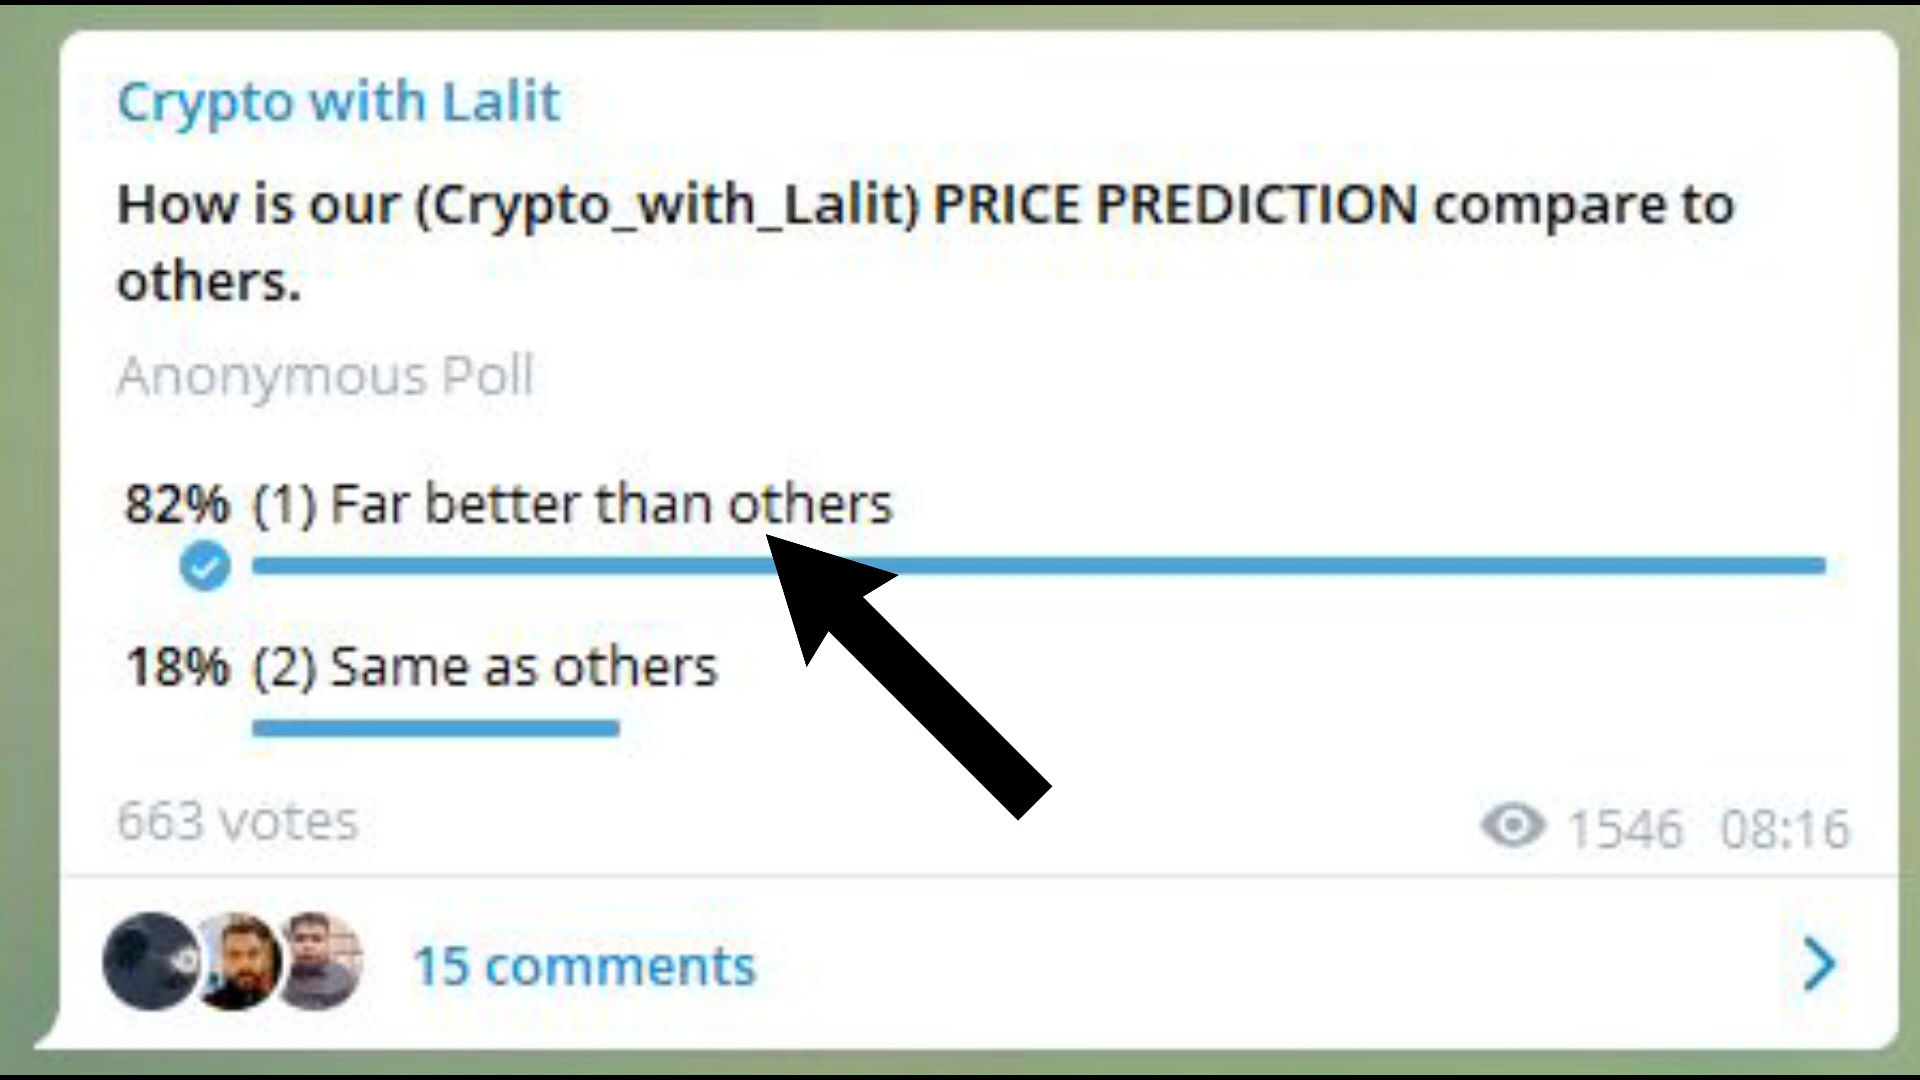 Crypto with Lalit
How is our (Crypto_with_Lalit) PRICE PREDICTION compare to
others.
Anonymous Poll
82% (1) Far better than others
18% (2) Same as others
663 votes
1546 08:16
15 comments